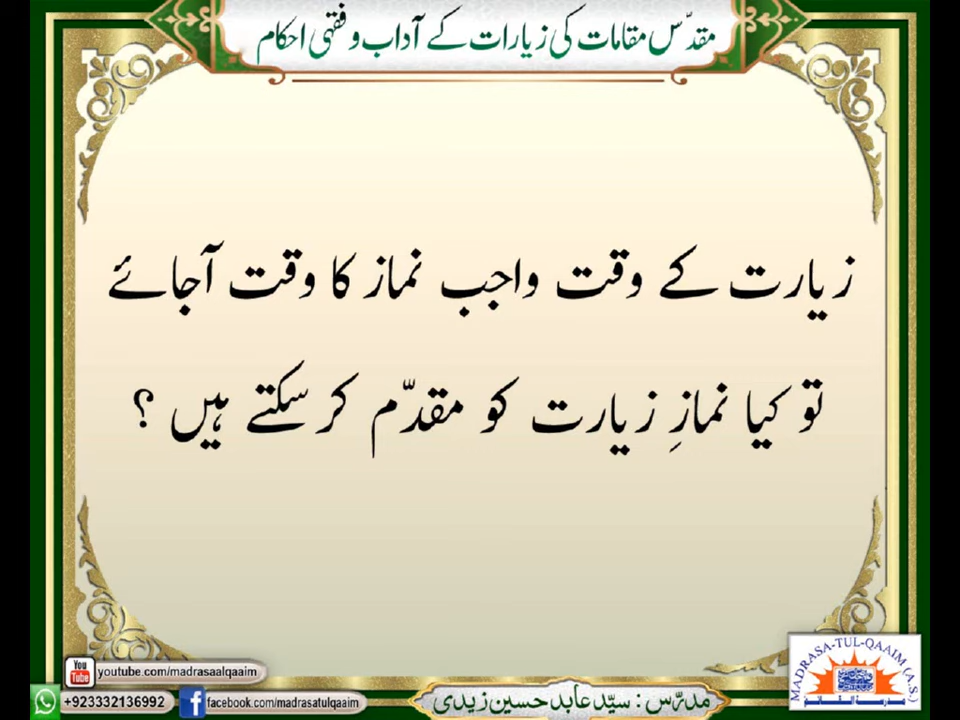 مقدّس مقامات کی زیارات کے آداب و فقہی احکام
زیارت کے وقت واجب نماز کا وقت آجائے
تو کیا نمازِ زیارت کو مقدّم کر سکتے ہیں ؟
MADRASA-TUL-QAAIM (A.S.)
You Tube youtube.com/madrasaalqaaim
+923332136992 facebook.com/madrasatulqaaim
مدرّس : سیّد عابد حسین زیدی